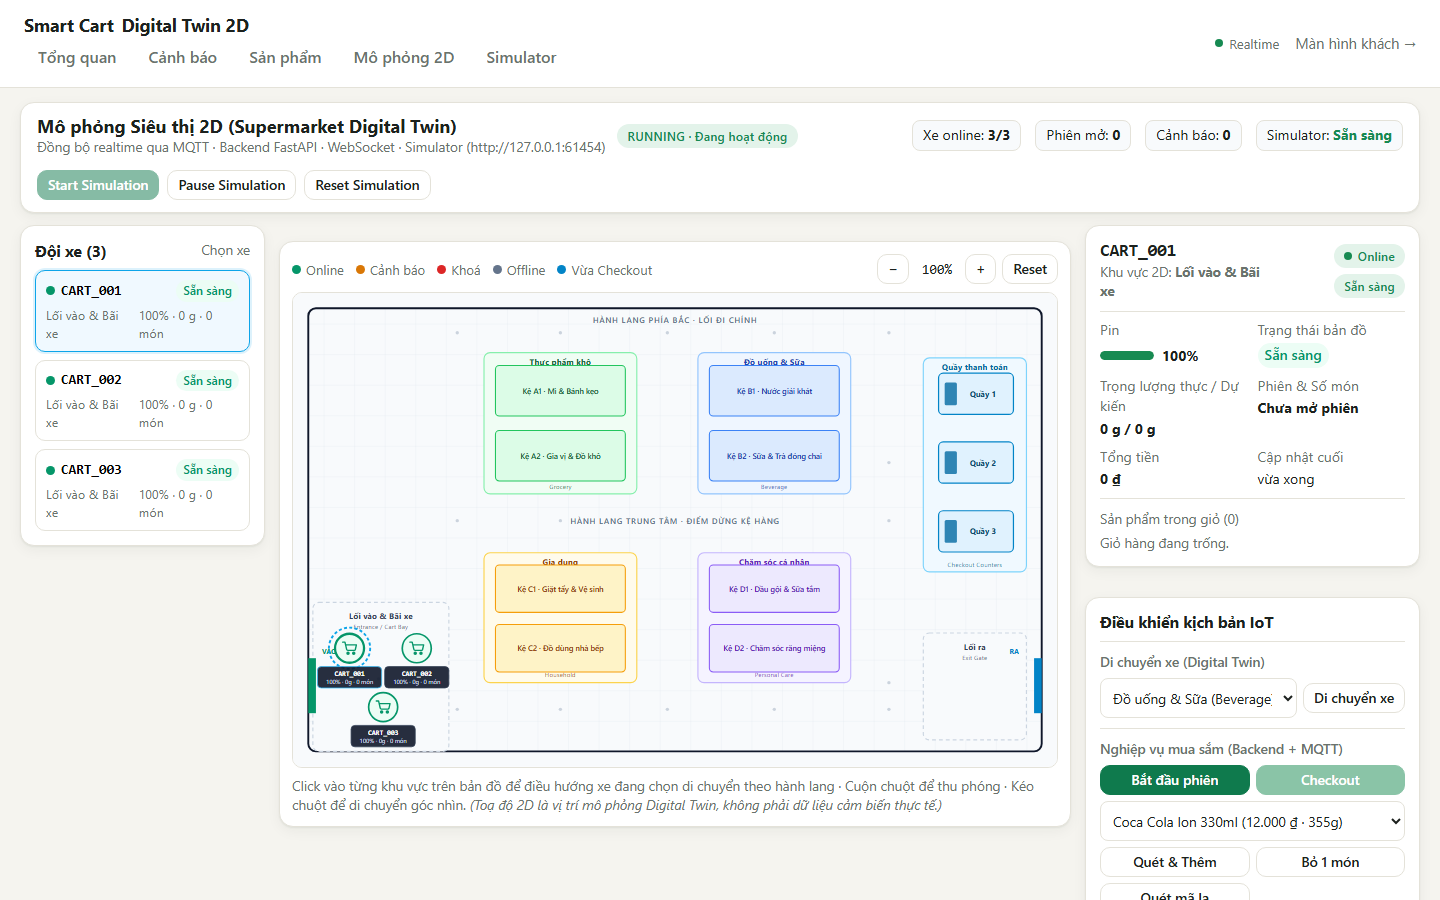 Smart Cart Digital Twin 2D
Tổng quan
Cảnh báo
Sản phẩm
Mô phỏng 2D
Simulator
Realtime
Màn hình khách →
Mô phỏng Siêu thị 2D (Supermarket Digital Twin)
Đồng bộ realtime qua MQTT · Backend FastAPI · WebSocket · Simulator (http://127.0.0.1:61454)
RUNNING · Đang hoạt động
Xe online: 3/3
Phiên mở: 0
Cảnh báo: 0
Simulator: Sẵn sàng
Start Simulation
Pause Simulation
Reset Simulation
Đội xe (3)
Chọn xe
CART_001
Sẵn sàng
Lối vào & Bãi
xe
100% · 0 g · 0
món
CART_002
Sẵn sàng
Lối vào & Bãi
xe
100% · 0 g · 0
món
CART_003
Sẵn sàng
Lối vào & Bãi
xe
100% · 0 g · 0
món
Online
Cảnh báo
Khoá
Offline
Vừa Checkout
−
100%
+
Reset
HÀNH LANG PHÍA BẮC · LỐI ĐI CHÍNH
Thực phẩm khô
Kệ A1 · Mì & Bánh kẹo
Kệ A2 · Gia vị & Đồ khô
Grocery
Đồ uống & Sữa
Kệ B1 · Nước giải khát
Kệ B2 · Sữa & Trà đóng chai
Beverage
Quầy thanh toán
Quầy 1
Quầy 2
Quầy 3
Checkout Counters
HÀNH LANG TRUNG TÂM · ĐIỂM DỪNG KỆ HÀNG
Gia dụng
Kệ C1 · Giặt tẩy & Vệ sinh
Kệ C2 · Đồ dùng nhà bếp
Household
Chăm sóc cá nhân
Kệ D1 · Dầu gội & Sữa tắm
Kệ D2 · Chăm sóc răng miệng
Personal Care
Lối vào & Bãi xe
Entrance / Cart Bay
VÀO
CART_001
100% · 0g · 0 món
CART_002
100% · 0g · 0 món
CART_003
100% · 0g · 0 món
Lối ra
Exit Gate
RA
Click vào từng khu vực trên bản đồ để điều hướng xe đang chọn di chuyển theo hành lang · Cuộn chuột để thu phóng · Kéo
chuột để di chuyển góc nhìn. (Toạ độ 2D là vị trí mô phỏng Digital Twin, không phải dữ liệu cảm biến thực tế.)
CART_001
Khu vực 2D: Lối vào & Bãi
xe
Online
Sẵn sàng
Pin
100%
Trạng thái bản đồ
Sẵn sàng
Trọng lượng thực / Dự
kiến
0 g / 0 g
Phiên & Số món
Chưa mở phiên
Tổng tiền
0 ₫
Cập nhật cuối
vừa xong
Sản phẩm trong giỏ (0)
Giỏ hàng đang trống.
Điều khiển kịch bản IoT
Di chuyển xe (Digital Twin)
Đồ uống & Sữa (Beverage)
Di chuyển xe
Nghiệp vụ mua sắm (Backend + MQTT)
Bắt đầu phiên
Checkout
Coca Cola lon 330ml (12.000 ₫ · 355g)
Quét & Thêm
Bỏ 1 món
Quét mã lạ